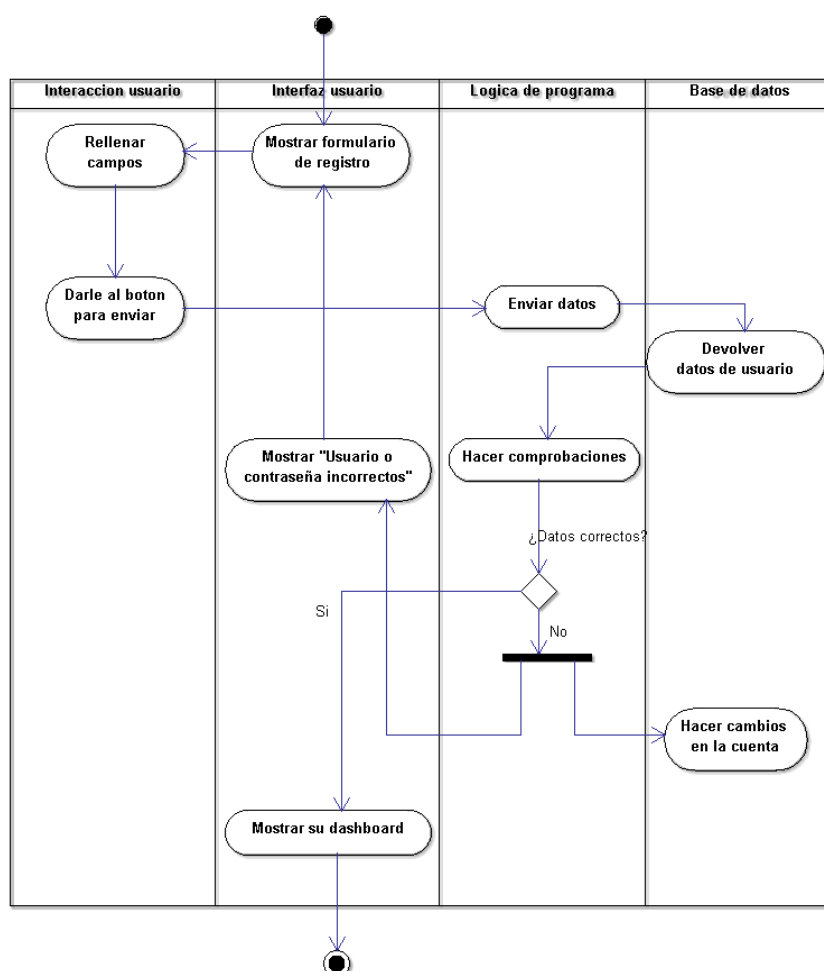 Interaccion usuario
Interfaz usuario
Logica de programa
Base de datos
Rellenar
campos
Mostrar formulario
de registro
Darle al boton
para enviar
Enviar datos
Devolver
datos de usuario
Mostrar "Usuario o
contraseña incorrectos"
Hacer comprobaciones
¿Datos correctos?
Si
No
Hacer cambios
en la cuenta
Mostrar su dashboard